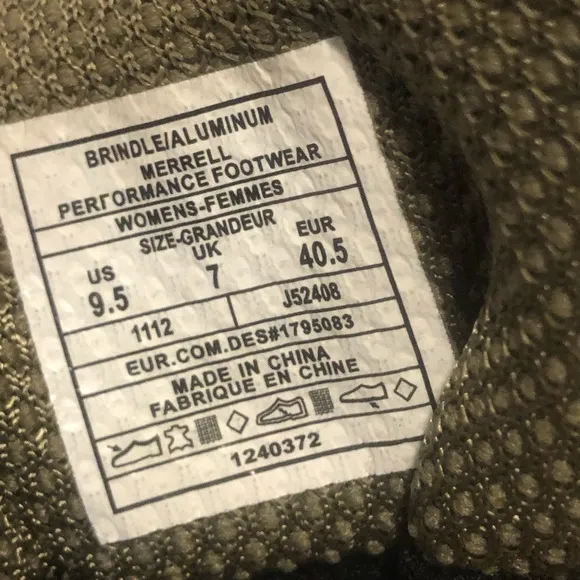 BRINDLE/ALUMINUM
MERRELL
PERFORMANCE FOOTWEAR
WOMENS-FEMMES
SIZE-GRANDEUR
US UK EUR
9.5 7 40.5
1112 J52408
EUR.COM.DES#1795083
MADE IN CHINA
FABRIQUE EN CHINE
1240372